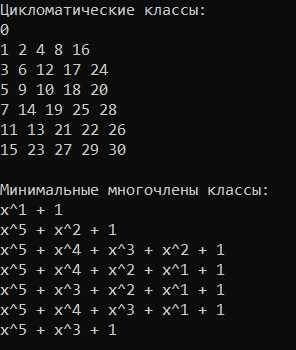 Цикломатические классы:
0
1 2 4 8 16
3 6 12 17 24
5 9 10 18 20
7 14 19 25 28
11 13 21 22 26
15 23 27 29 30
Минимальные многочлены классы:
x^1 + 1
x^5 + x^2 + 1
x^5 + x^4 + x^3 + x^2 + 1
x^5 + x^4 + x^2 + x^1 + 1
x^5 + x^3 + x^2 + x^1 + 1
x^5 + x^4 + x^3 + x^1 + 1
x^5 + x^3 + 1